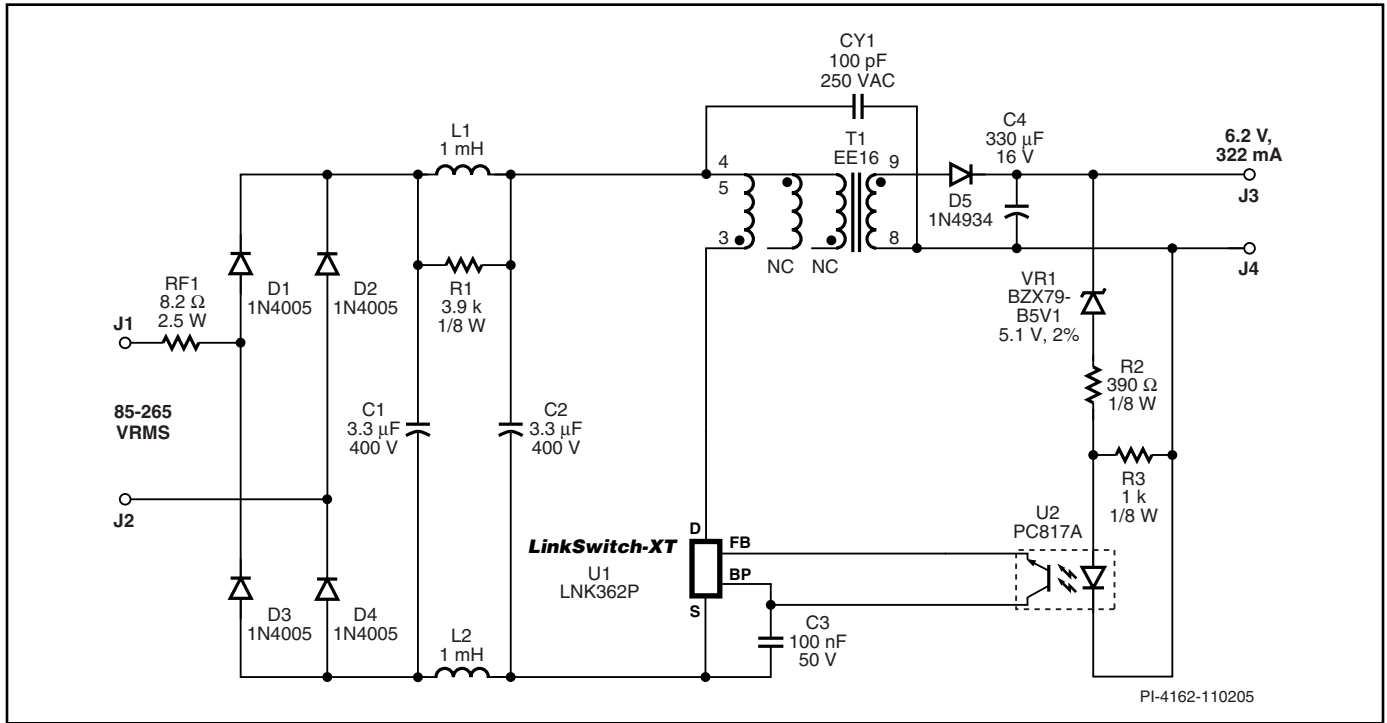 CY1
100 pF
250 VAC
L1
1 mH
T1
EE16
C4
330 µF
16 V
6.2 V,
322 mA
4
5
3
9
8
NC
NC
D5
1N4934
J3
J4
RF1
8.2 Ω
2.5 W
J1
D1
1N4005
D2
1N4005
R1
3.9 k
1/8 W
VR1
BZX79-
B5V1
5.1 V, 2%
R2
390 Ω
1/8 W
85-265
VRMS
C1
3.3 µF
400 V
C2
3.3 µF
400 V
J2
R3
1 k
1/8 W
LinkSwitch-XT
U1
LNK362P
D
FB
BP
S
U2
PC817A
D3
1N4005
D4
1N4005
L2
1 mH
C3
100 nF
50 V
PI-4162-110205